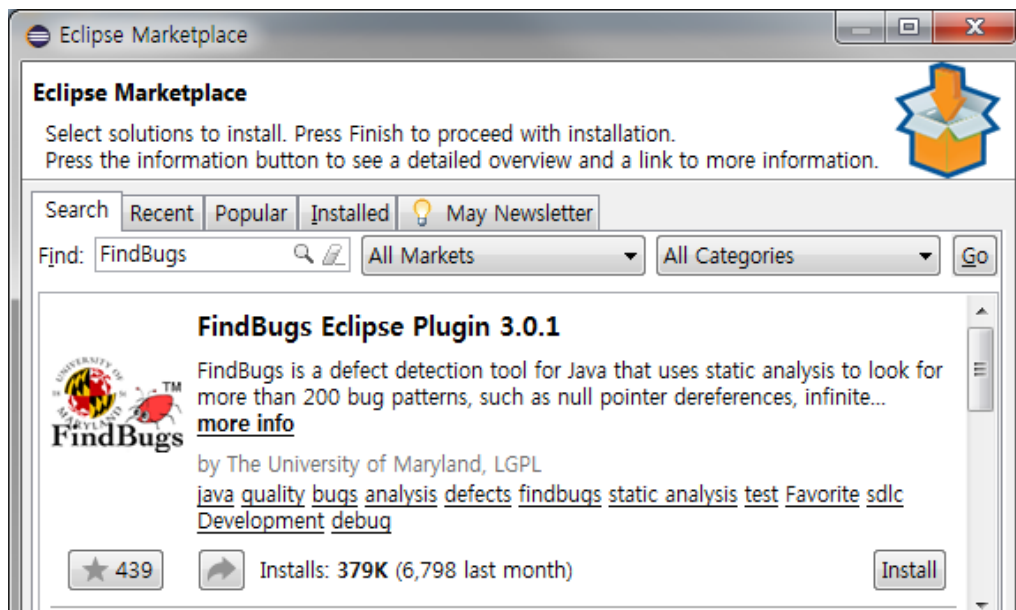 Eclipse Marketplace
Eclipse Marketplace
Select solutions to install. Press Finish to proceed with installation.
Press the information button to see a detailed overview and a link to more information.
Search Recent Popular Installed May Newsletter
Find: FindBugs All Markets All Categories Go
FindBugs Eclipse Plugin 3.0.1
UNIVERSITY OF
MARYLAND
TM
FindBugs
FindBugs is a defect detection tool for Java that uses static analysis to look for
more than 200 bug patterns, such as null pointer dereferences, infinite...
more info
by The University of Maryland, LGPL
java quality bugs analysis defects findbugs static analysis test Favorite sdlc
Development debug
439 Installs: 379K (6,798 last month) Install